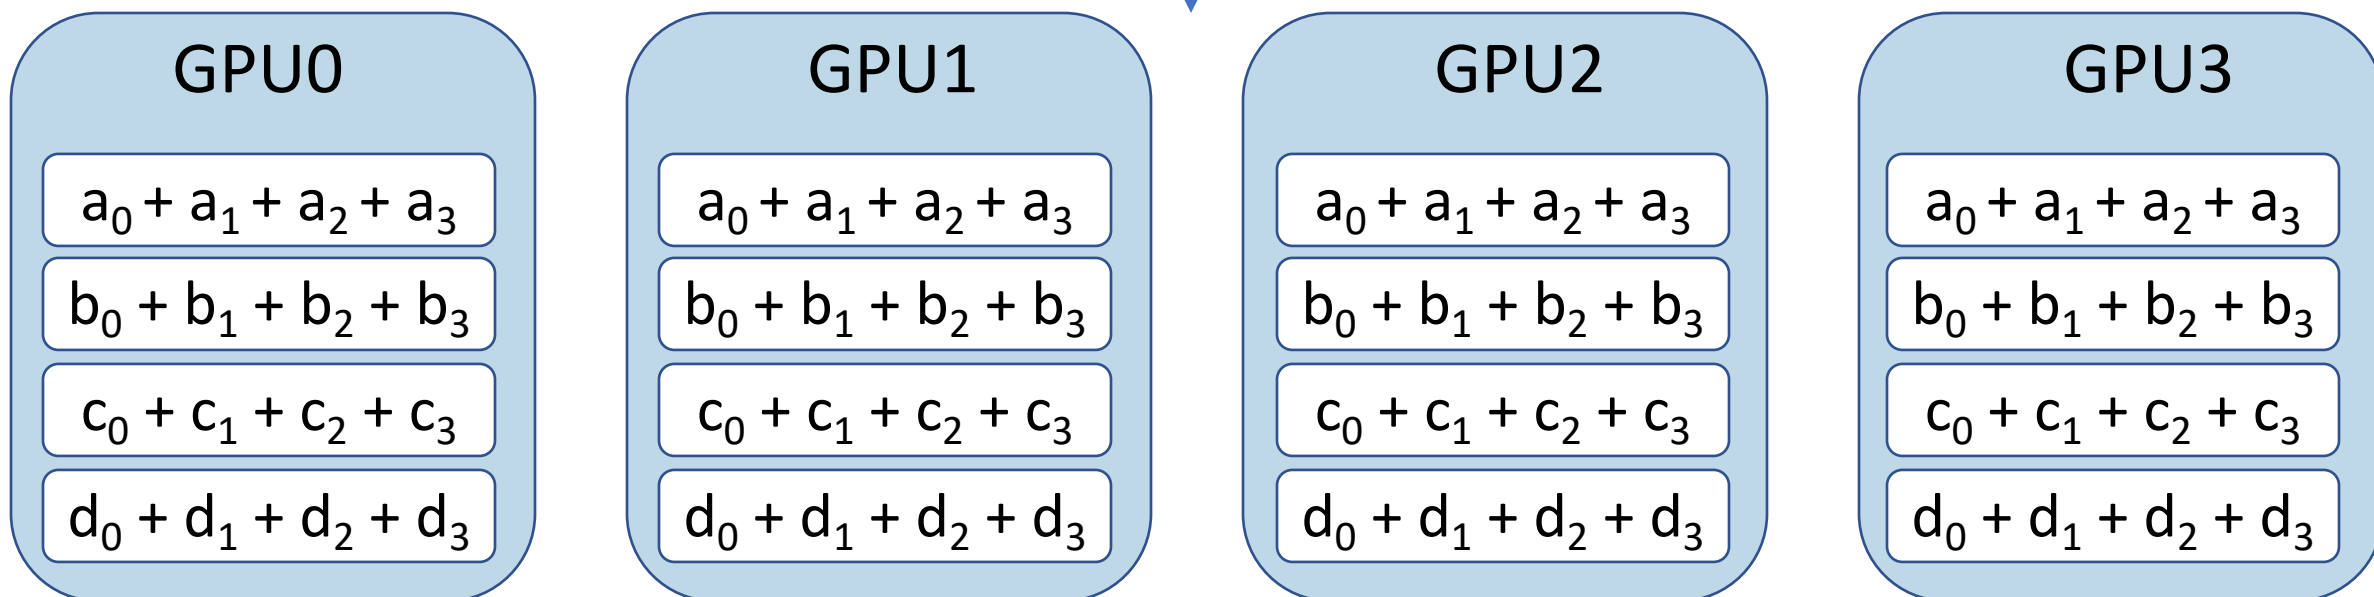 GPU0 GPU1 GPU2 GPU3
a₀ + a₁ + a₂ + a₃ a₀ + a₁ + a₂ + a₃ a₀ + a₁ + a₂ + a₃ a₀ + a₁ + a₂ + a₃
b₀ + b₁ + b₂ + b₃ b₀ + b₁ + b₂ + b₃ b₀ + b₁ + b₂ + b₃ b₀ + b₁ + b₂ + b₃
c₀ + c₁ + c₂ + c₃ c₀ + c₁ + c₂ + c₃ c₀ + c₁ + c₂ + c₃ c₀ + c₁ + c₂ + c₃
d₀ + d₁ + d₂ + d₃ d₀ + d₁ + d₂ + d₃ d₀ + d₁ + d₂ + d₃ d₀ + d₁ + d₂ + d₃